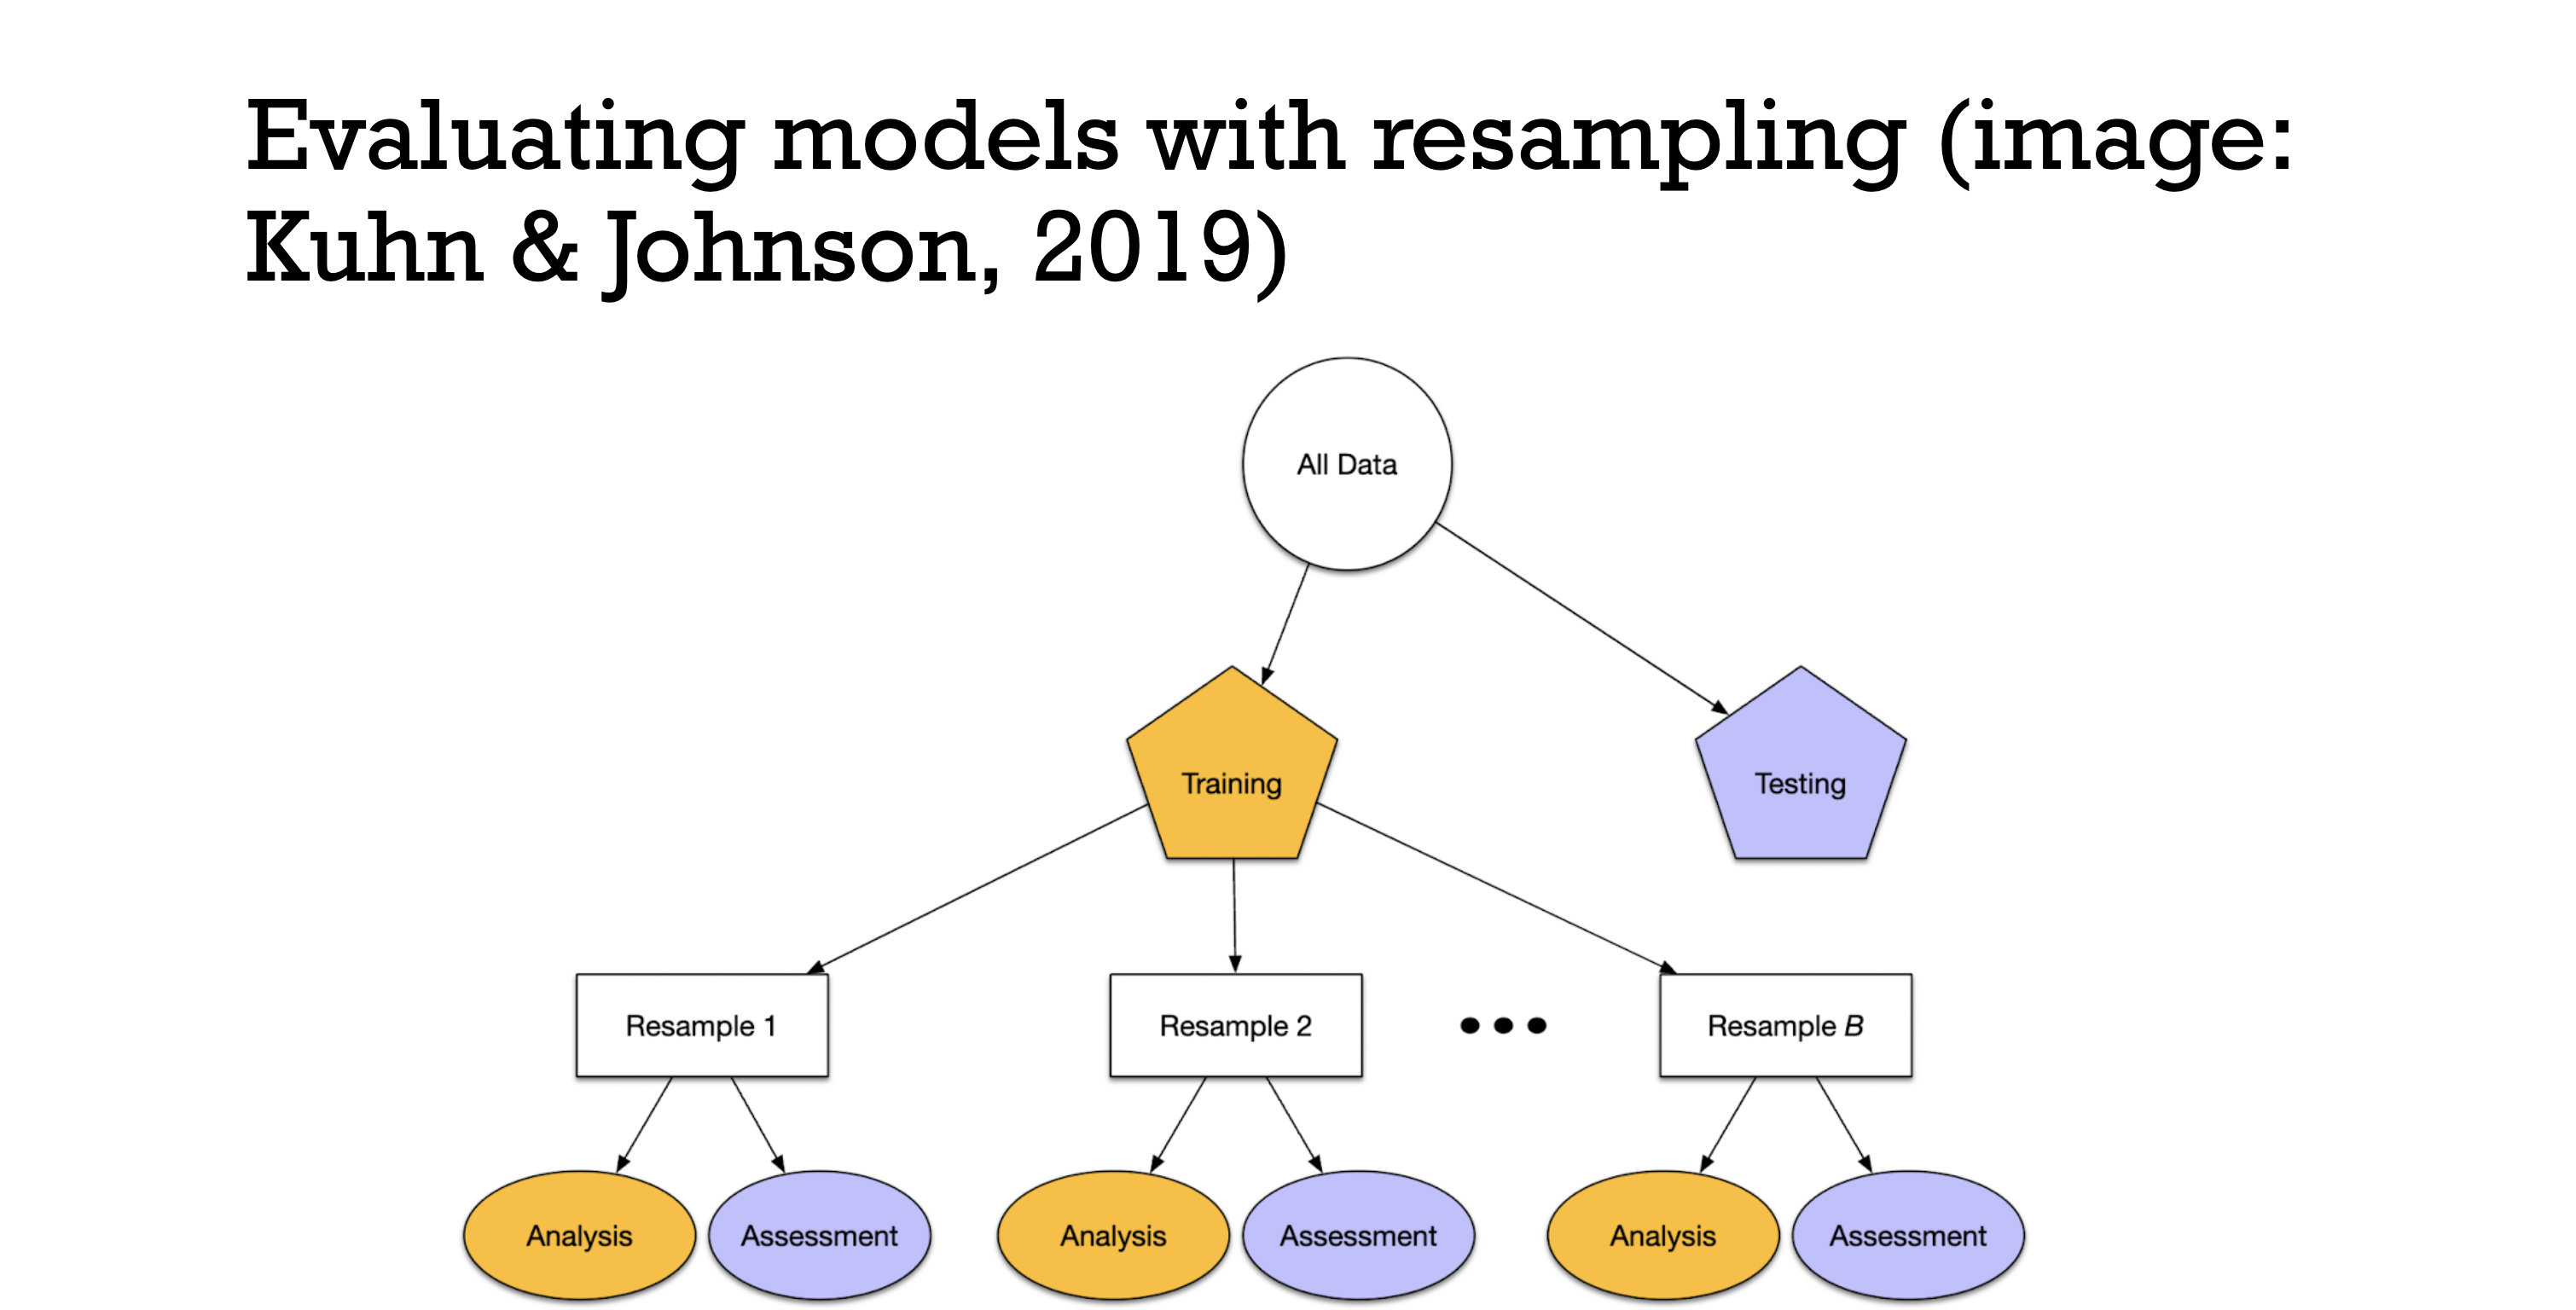 Evaluating models with resampling (image:
Kuhn & Johnson, 2019)
All Data
Training
Testing
Resample 1
Resample 2
Resample B
Analysis
Assessment
Analysis
Assessment
Analysis
Assessment